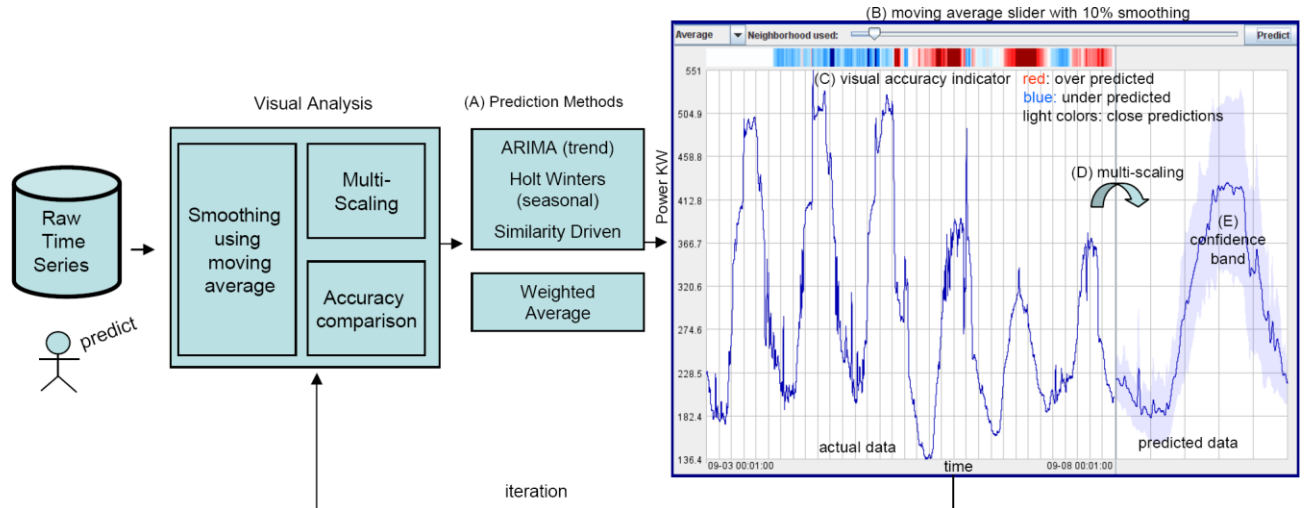 Raw
Time
Series
predict
Visual Analysis
Smoothing
using
moving
average
Multi-
Scaling
Accuracy
comparison
(A) Prediction Methods
ARIMA (trend)
Holt Winters
(seasonal)
Similarity Driven
Weighted
Average
iteration
(B) moving average slider with 10% smoothing
Average
Neighborhood used:
Predict
(C) visual accuracy indicator
red: over predicted
blue: under predicted
light colors: close predictions
(D) multi-scaling
(E)
confidence
band
Power KW
551
504.9
458.8
412.8
366.7
320.6
274.6
228.5
182.4
136.4
actual data
predicted data
09-03 00:01:00
time
09-08 00:01:00